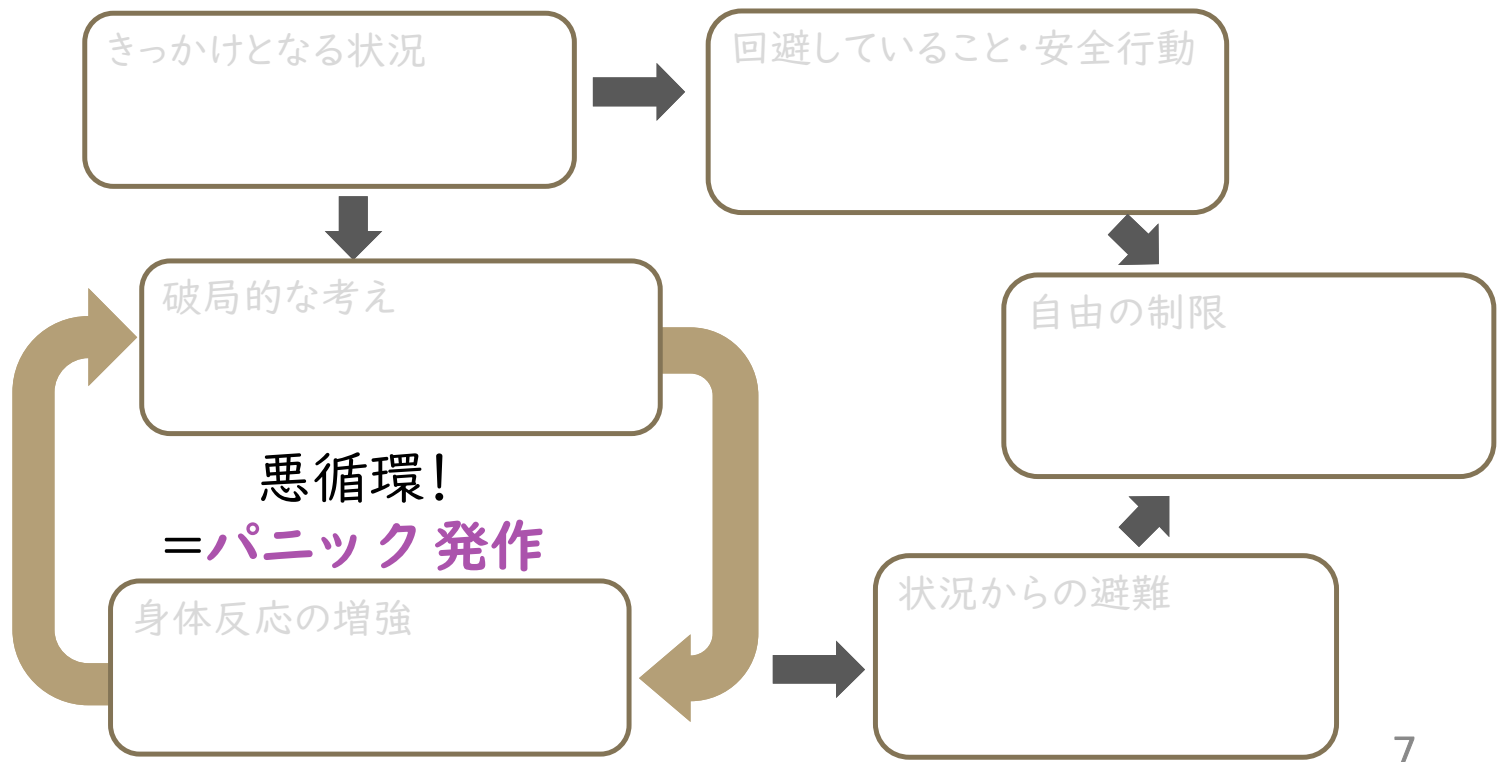 きっかけとなる状況
回避していること・安全行動
破局的な考え
自由の制限
悪循環!
=パニック発作
身体反応の増強
状況からの避難
7